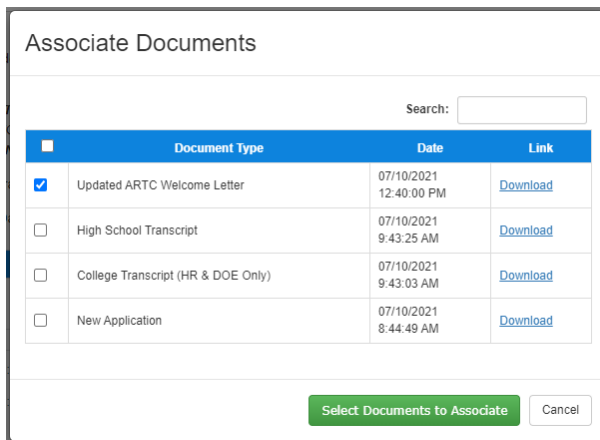 Associate Documents
Search:
Document Type Date Link
Updated ARTC Welcome Letter 07/10/2021 12:40:00 PM Download
High School Transcript 07/10/2021 9:43:25 AM Download
College Transcript (HR & DOE Only) 07/10/2021 9:43:03 AM Download
New Application 07/10/2021 8:44:49 AM Download
Select Documents to Associate Cancel